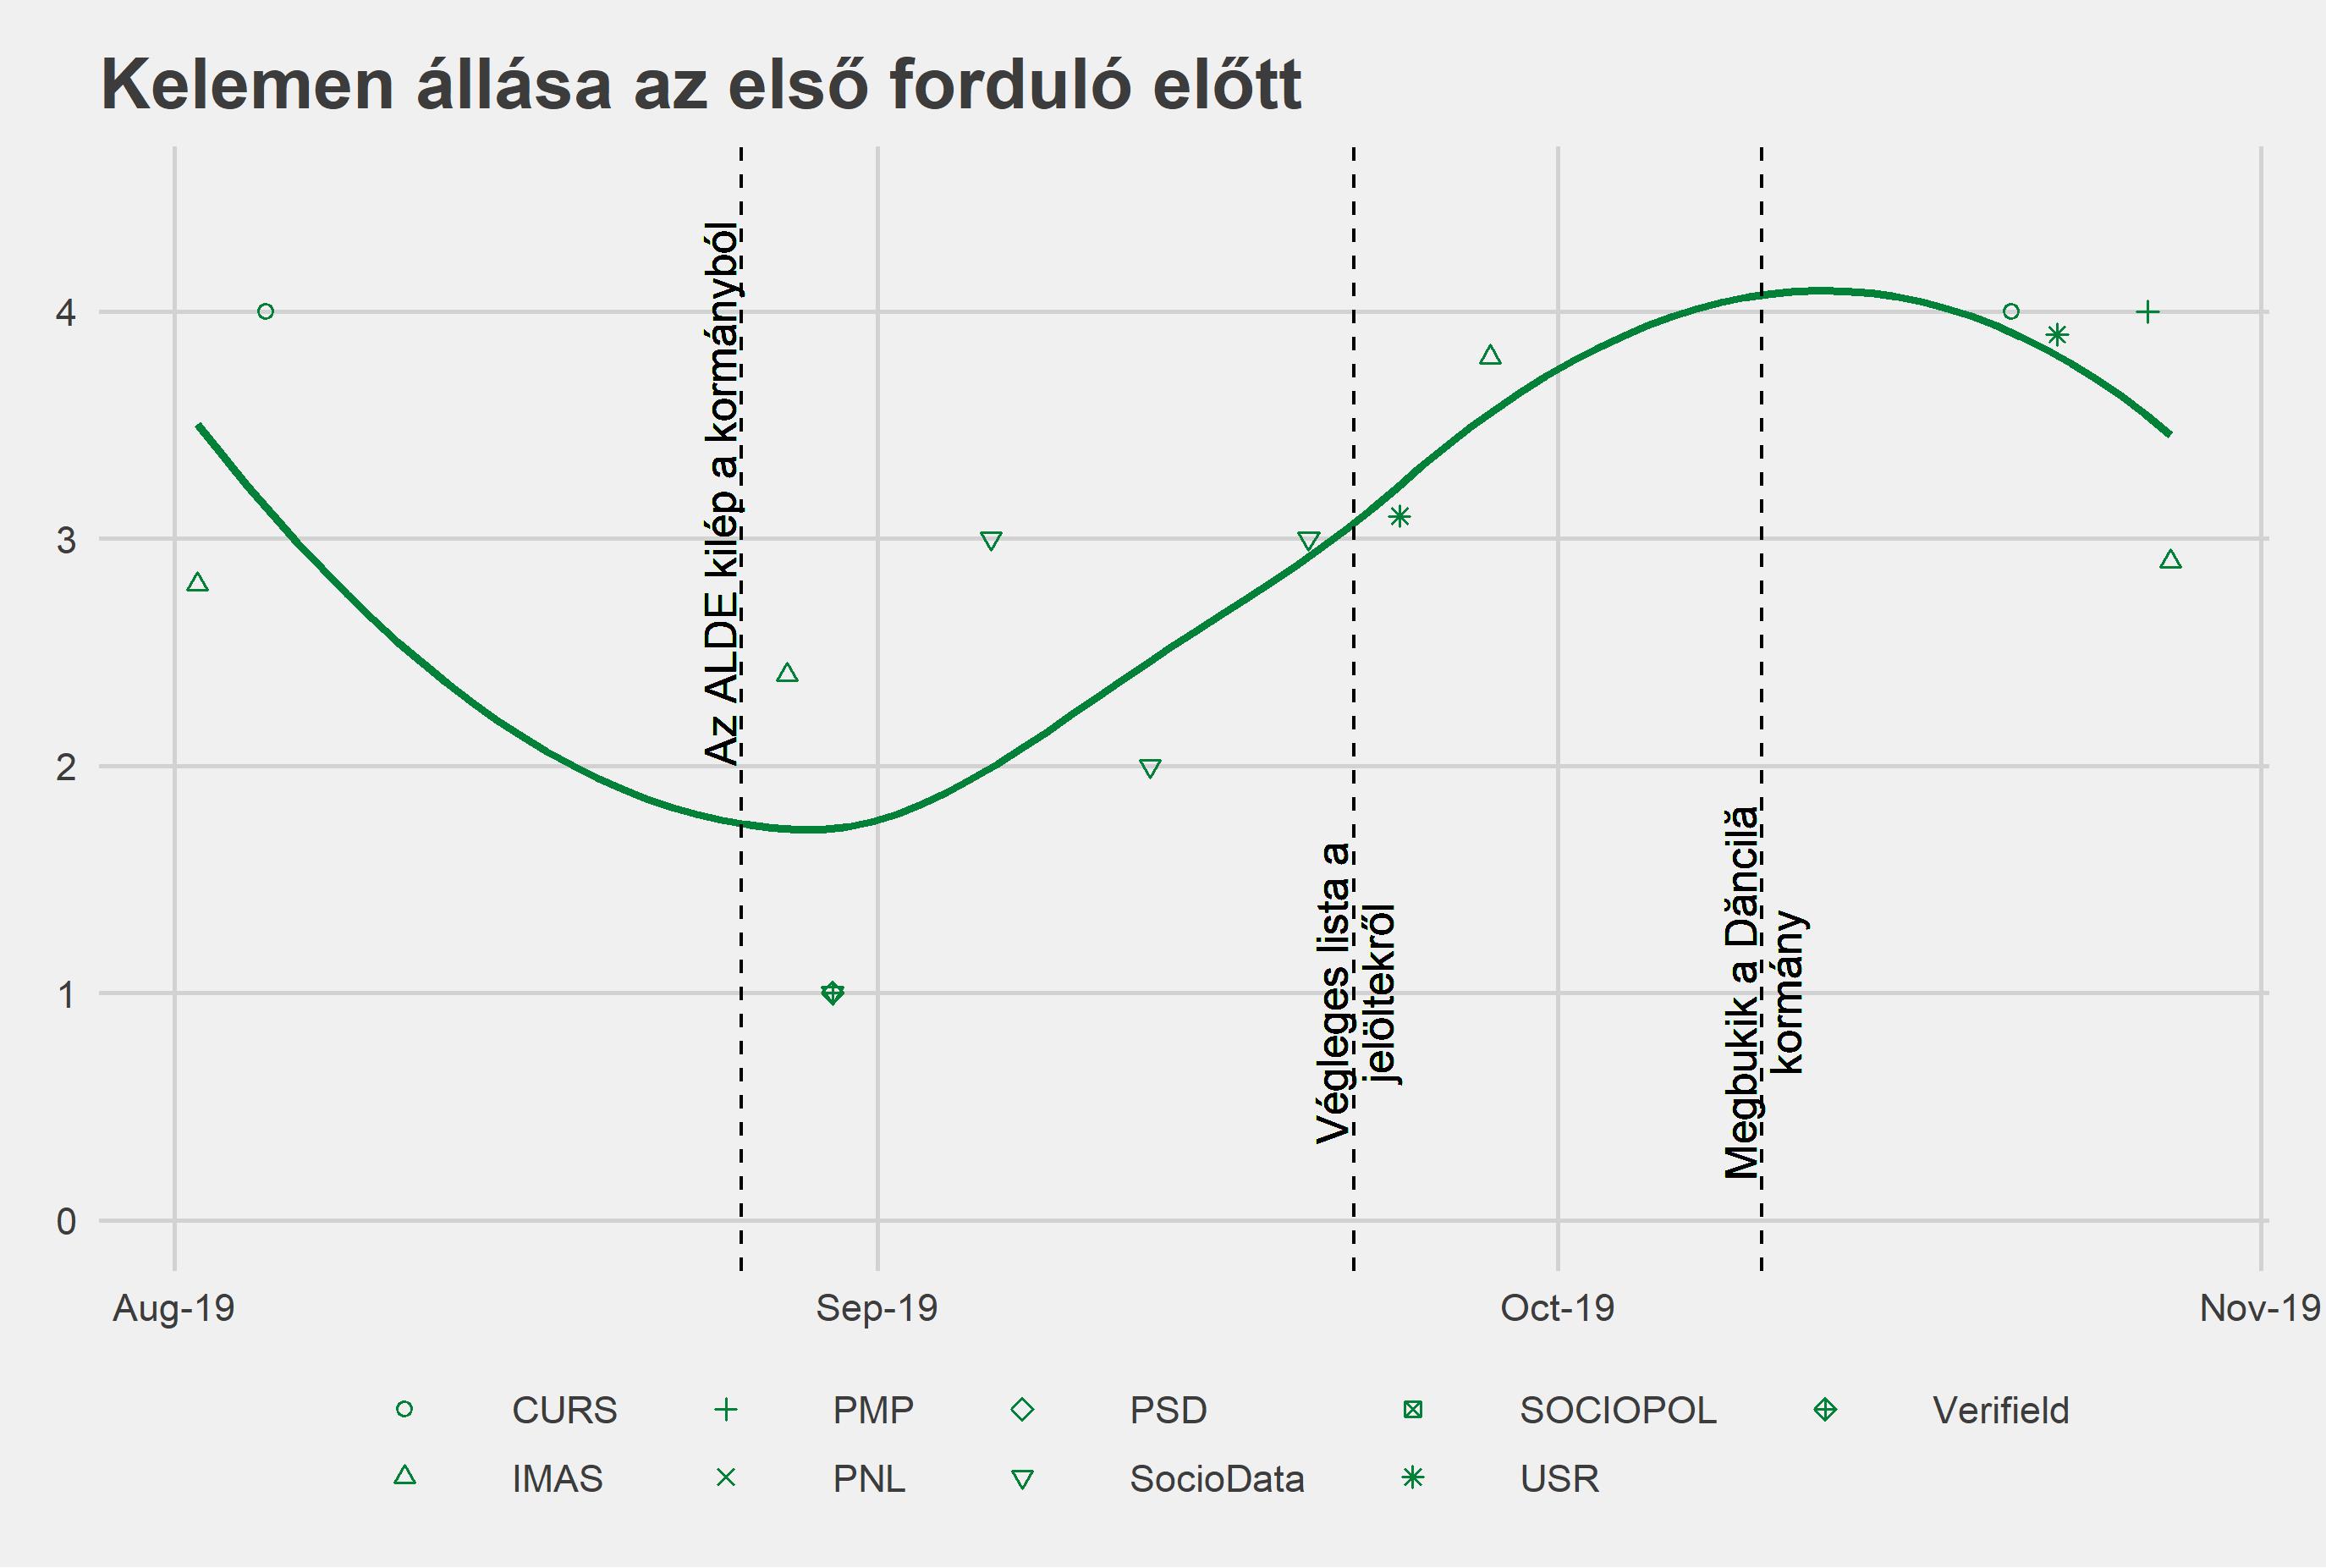 Kelemen állása az első forduló előtt
4
3
2
1
0
Az ALDE kilép a kormányból
Végleges lista a
jelöltekről
Megbukik a Dăncilă
kormány
Aug-19
Sep-19
Oct-19
Nov-19
CURS
PMP
PSD
SOCIOPOL
Verifield
IMAS
PNL
SocioData
USR